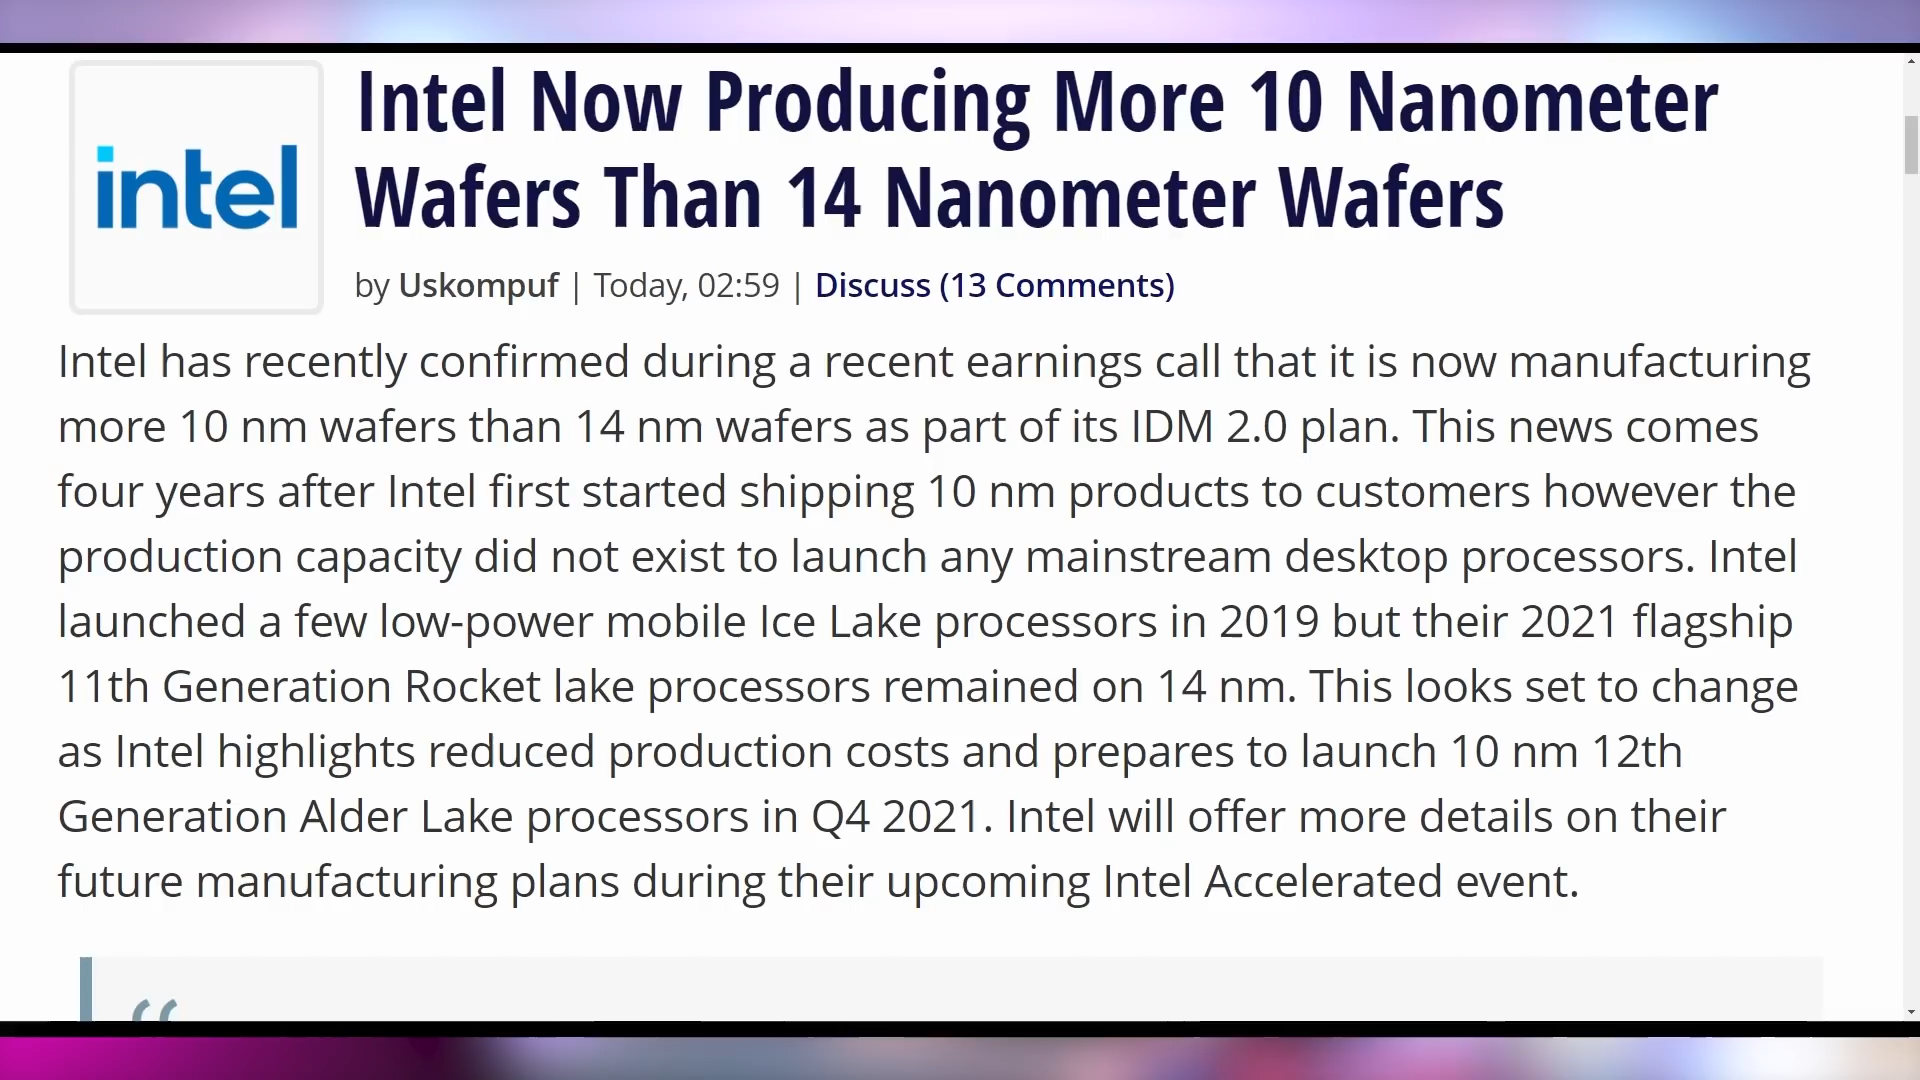 intel
Intel Now Producing More 10 Nanometer
Wafers Than 14 Nanometer Wafers
by Uskompuf | Today, 02:59 | Discuss (13 Comments)
Intel has recently confirmed during a recent earnings call that it is now manufacturing
more 10 nm wafers than 14 nm wafers as part of its IDM 2.0 plan. This news comes
four years after Intel first started shipping 10 nm products to customers however the
production capacity did not exist to launch any mainstream desktop processors. Intel
launched a few low-power mobile Ice Lake processors in 2019 but their 2021 flagship
11th Generation Rocket lake processors remained on 14 nm. This looks set to change
as Intel highlights reduced production costs and prepares to launch 10 nm 12th
Generation Alder Lake processors in Q4 2021. Intel will offer more details on their
future manufacturing plans during their upcoming Intel Accelerated event.
“